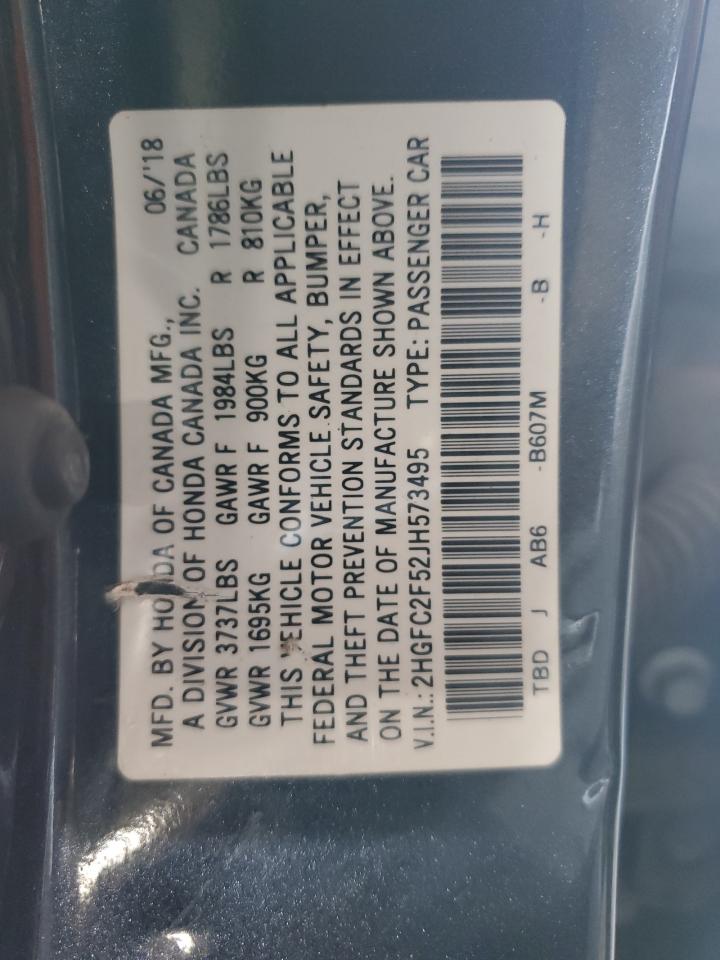 MFD. BY HONDA OF CANADA MFG., 06/'18
A DIVISION OF HONDA CANADA INC. CANADA
GVWR 3737LBS GAWR F 1984LBS R 1786LBS
GVWR 1695KG GAWR F 900KG R 810KG
THIS VEHICLE CONFORMS TO ALL APPLICABLE
FEDERAL MOTOR VEHICLE SAFETY, BUMPER,
AND THEFT PREVENTION STANDARDS IN EFFECT
ON THE DATE OF MANUFACTURE SHOWN ABOVE.
V.I.N.: 2HGFC2F52JH573495 TYPE: PASSENGER CAR
TBD J AB6 -B607M -B -H